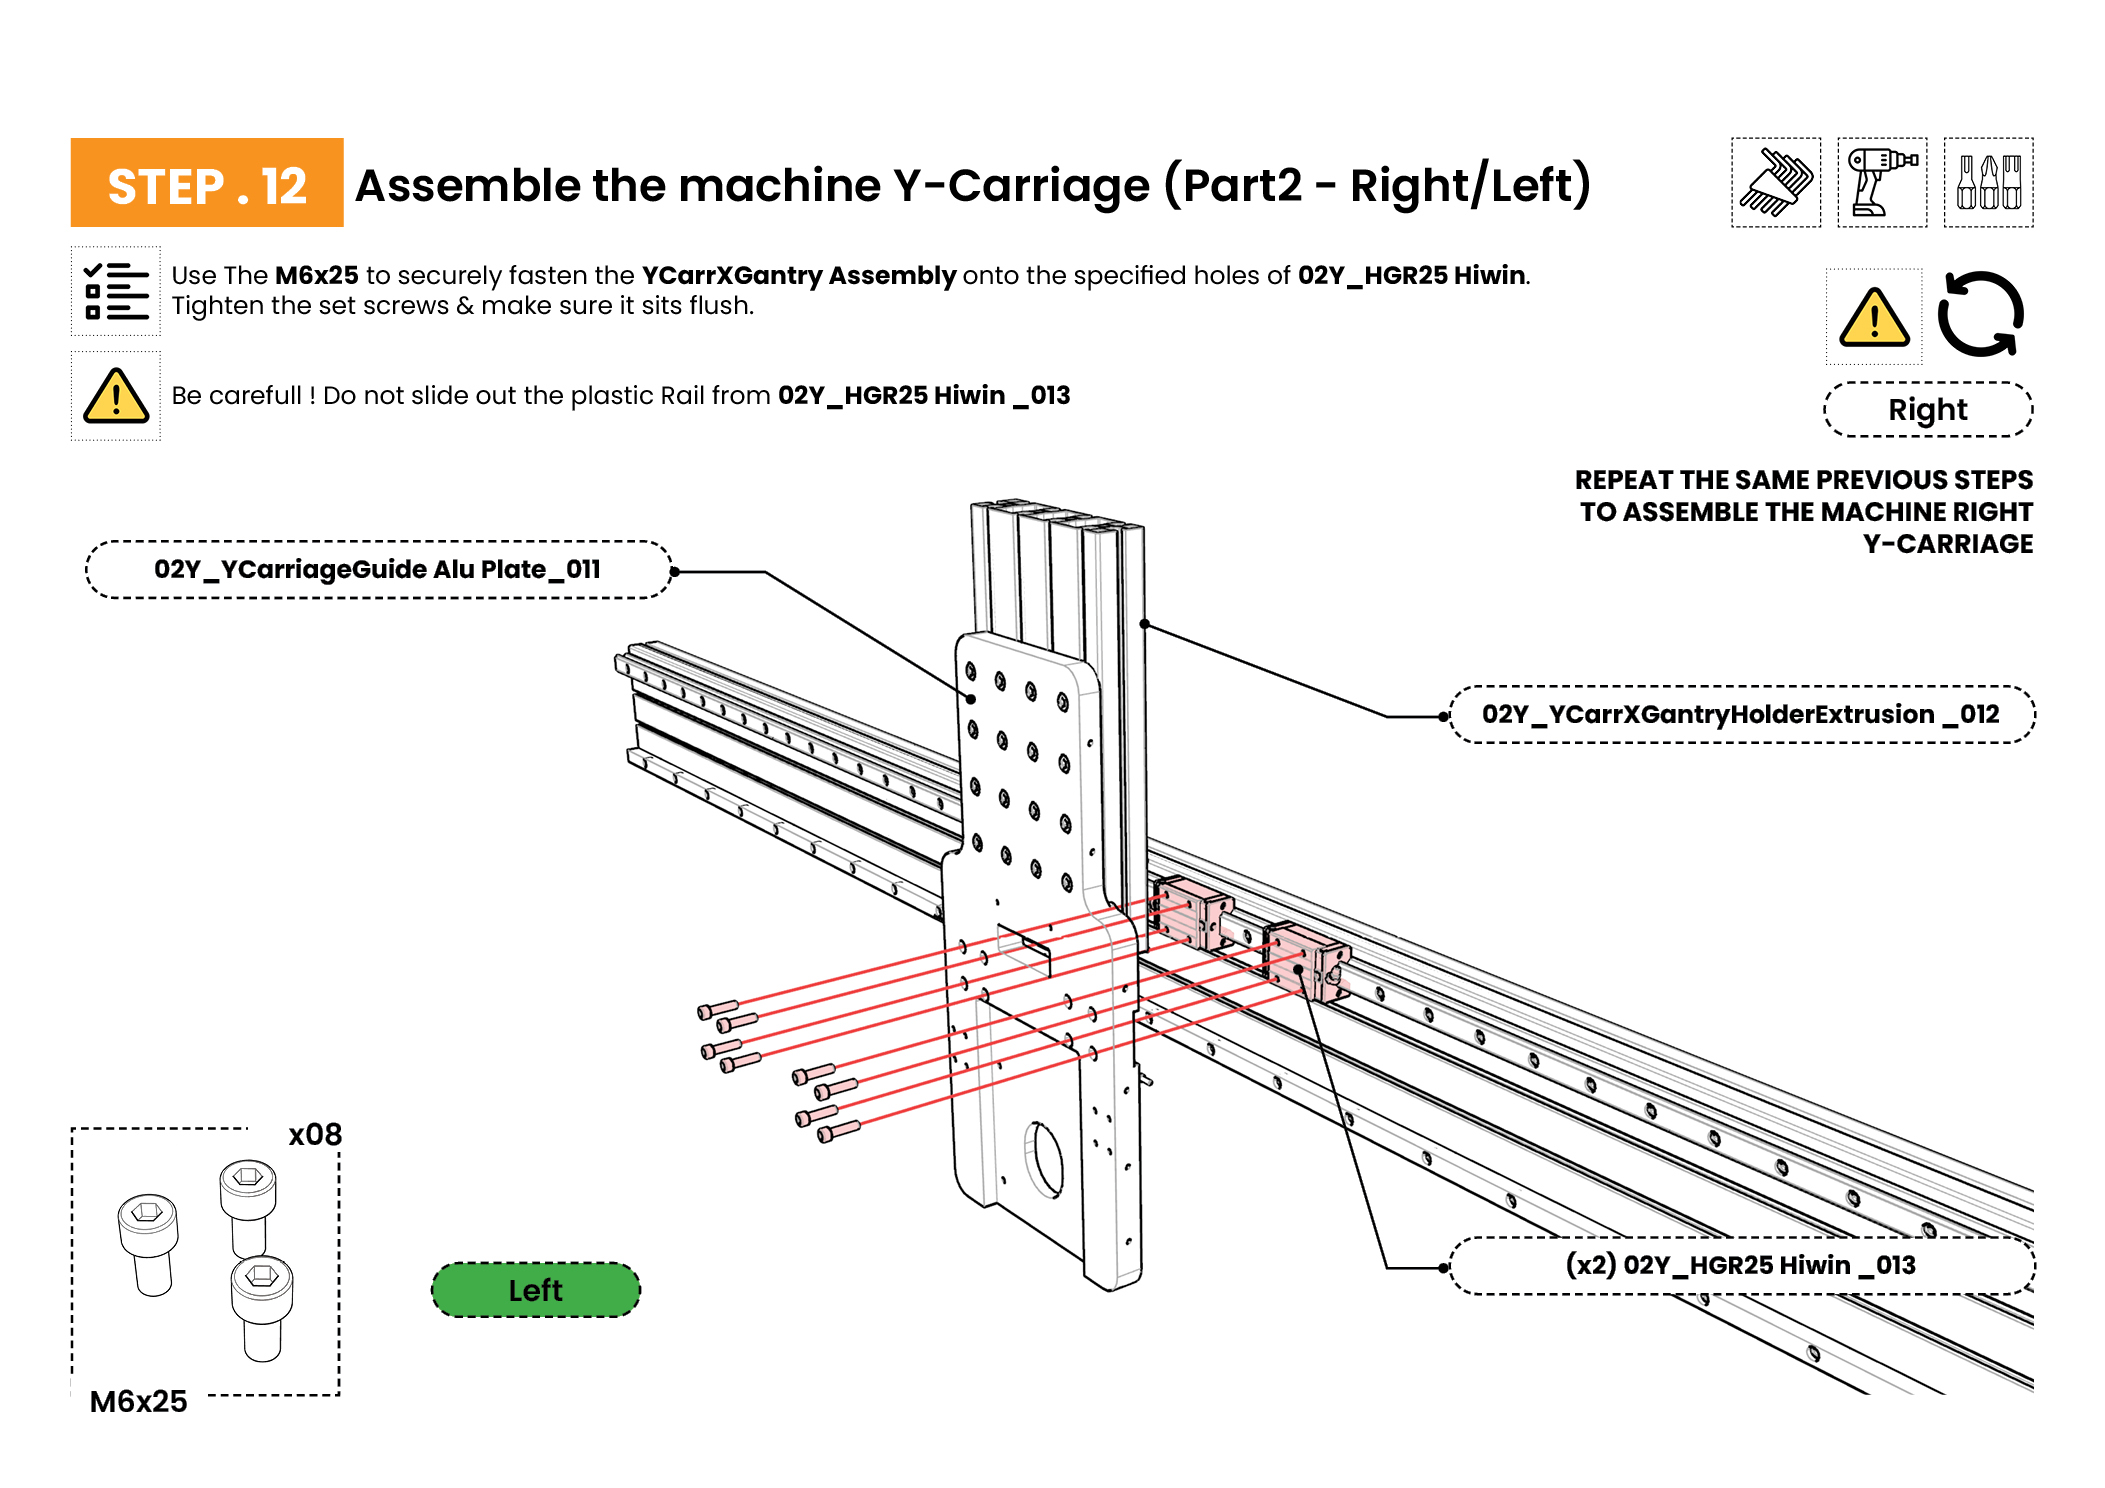 STEP . 12
Assemble the machine Y-Carriage (Part2 - Right/Left)
Use The M6x25 to securely fasten the YCarrXGantry Assembly onto the specified holes of 02Y_HGR25 Hiwin.
Tighten the set screws & make sure it sits flush.
Be carefull ! Do not slide out the plastic Rail from 02Y_HGR25 Hiwin _013
Right
REPEAT THE SAME PREVIOUS STEPS
TO ASSEMBLE THE MACHINE RIGHT
Y-CARRIAGE
02Y_YCarriageGuide Alu Plate_011
02Y_YCarrXGantryHolderExtrusion _012
(x2) 02Y_HGR25 Hiwin _013
x08
M6x25
Left